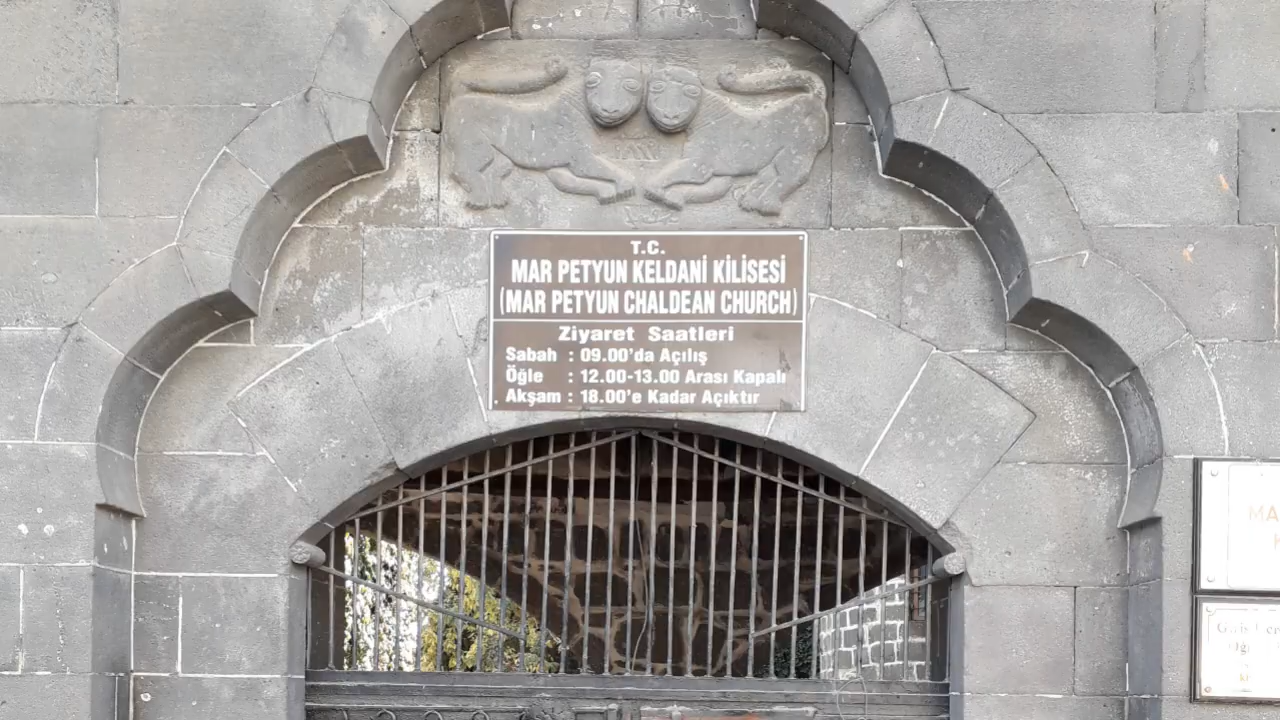 T.C.
MAR PETYUN KELDANİ KİLİSESİ
(MAR PETYUN CHALDEAN CHURCH)
Ziyaret Saatleri
Sabah : 09.00'da Açılış
Öğle : 12.00-13.00 Arası Kapalı
Akşam : 18.00'e Kadar Açıktır